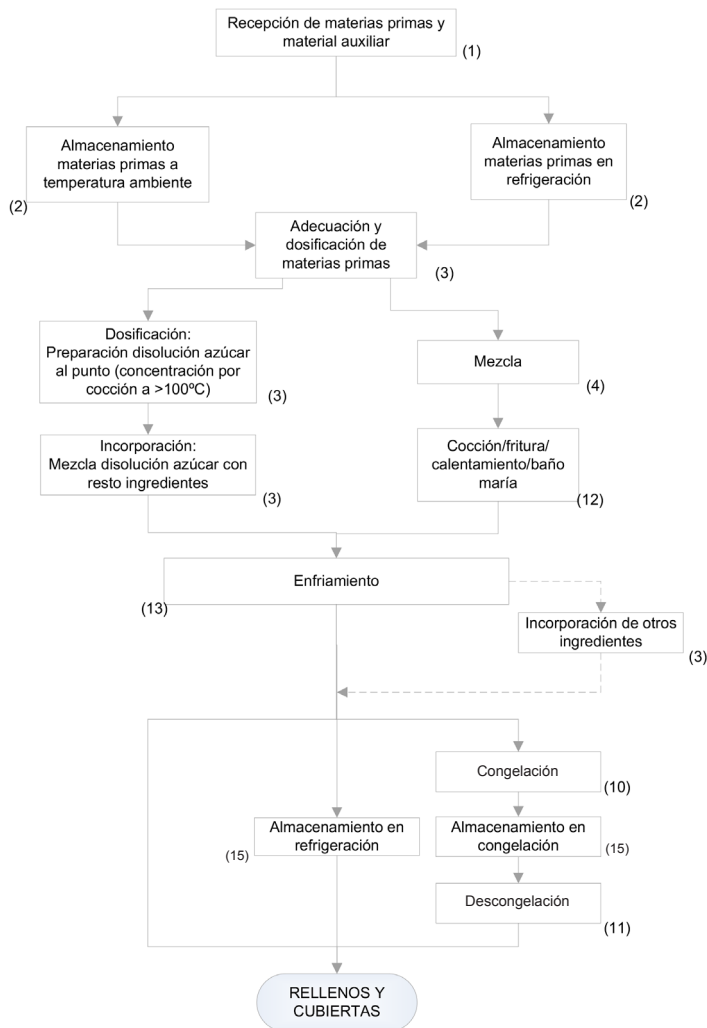 Recepción de materias primas y
material auxiliar
(1)
Almacenamiento
materias primas a
temperatura ambiente
(2)
Almacenamiento
materias primas en
refrigeración
(2)
Adecuación y
dosificación de
materias primas
(3)
Dosificación:
Preparación disolución azúcar
al punto (concentración por
cocción a >100ºC)
(3)
Mezcla
(4)
Incorporación:
Mezcla disolución azúcar con
resto ingredientes
(3)
Cocción/fritura/
calentamiento/baño
maría
(12)
Enfriamiento
(13)
Incorporación de otros
ingredientes
(3)
Congelación
(10)
Almacenamiento en
refrigeración
(15)
Almacenamiento en
congelación
(15)
Descongelación
(11)
RELLENOS Y
CUBIERTAS